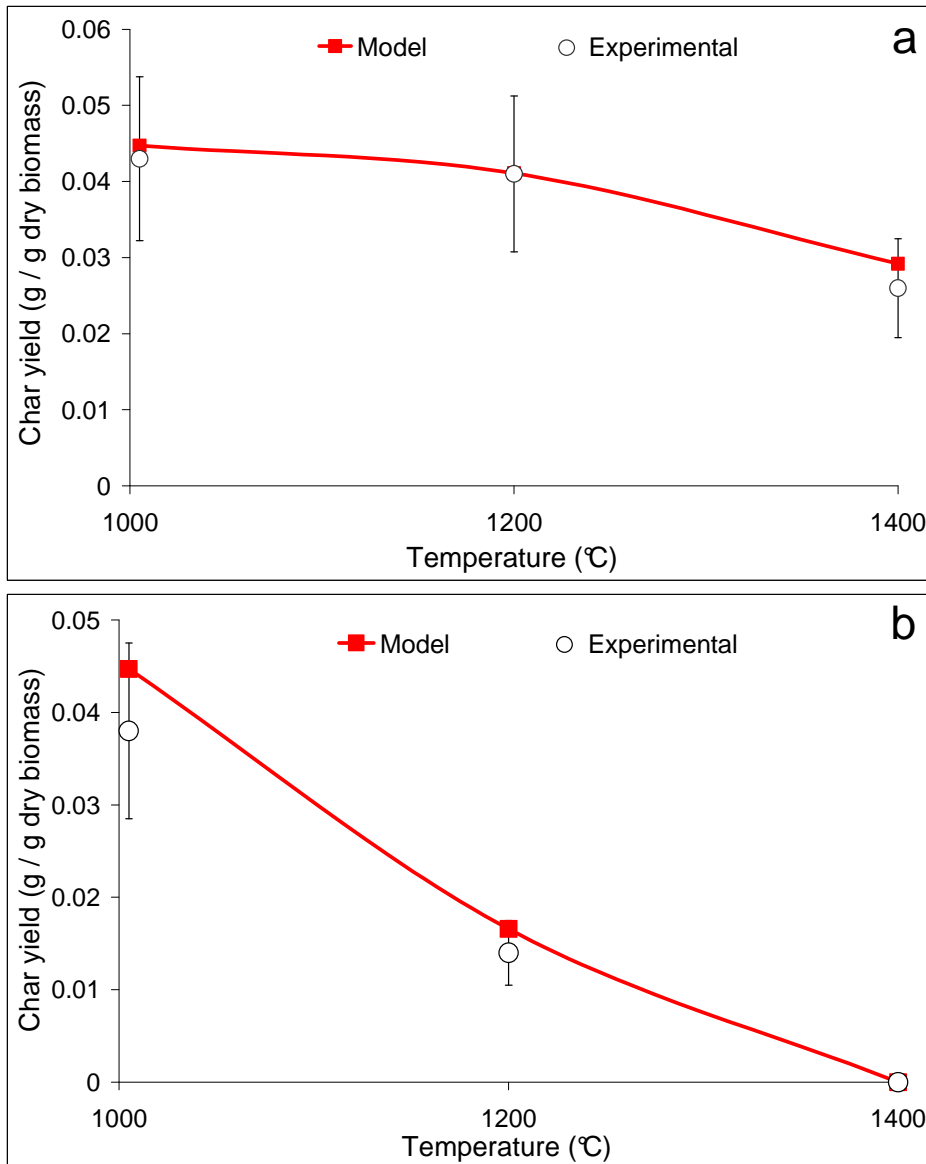 a
Model Experimental
0.06
0.05
0.04
0.03
0.02
0.01
0
1000 1200 1400
Temperature (°C)
Char yield (g / g dry biomass)
b
Model Experimental
0.05
0.04
0.03
0.02
0.01
0
1000 1200 1400
Temperature (°C)
Char yield (g / g dry biomass)